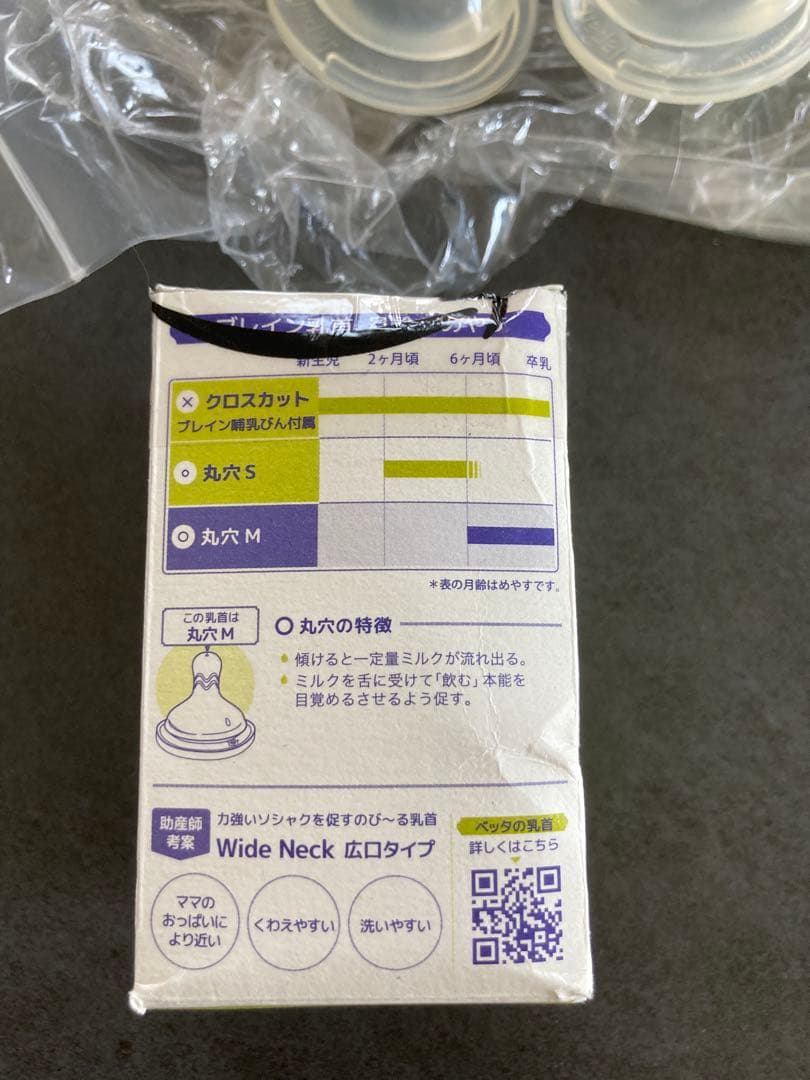 ブレイン乳首
新生児 2ヶ月頃 6ヶ月頃 卒乳
クロスカット
ブレイン哺乳びん付属
丸穴 S
丸穴 M
*表の月齢はめやすです。
この乳首は
丸穴 M
丸穴の特徴
傾けると一定量ミルクが流れ出る。
ミルクを舌に受けて「飲む」本能を
目覚めるさせるよう促す。
助産師
考案
力強いソシャクを促すのび〜る乳首
Wide Neck 広口タイプ
ママの
おっぱいに
より近い
くわえやすい
洗いやすい
ベッタの乳首
詳しくはこちら